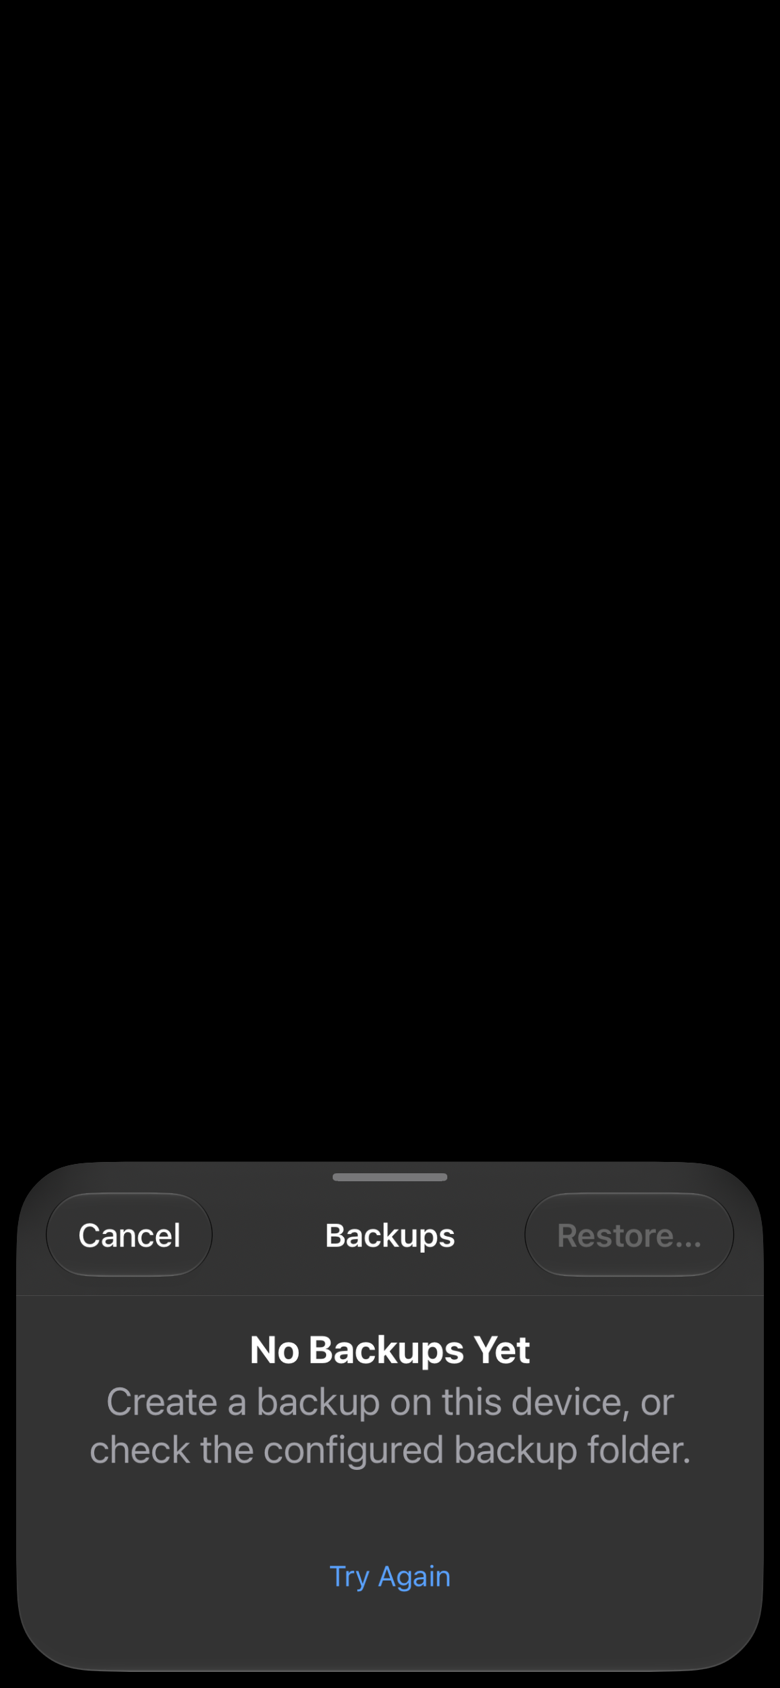 Cancel
Backups
Restore...
No Backups Yet
Create a backup on this device, or
check the configured backup folder.
Try Again